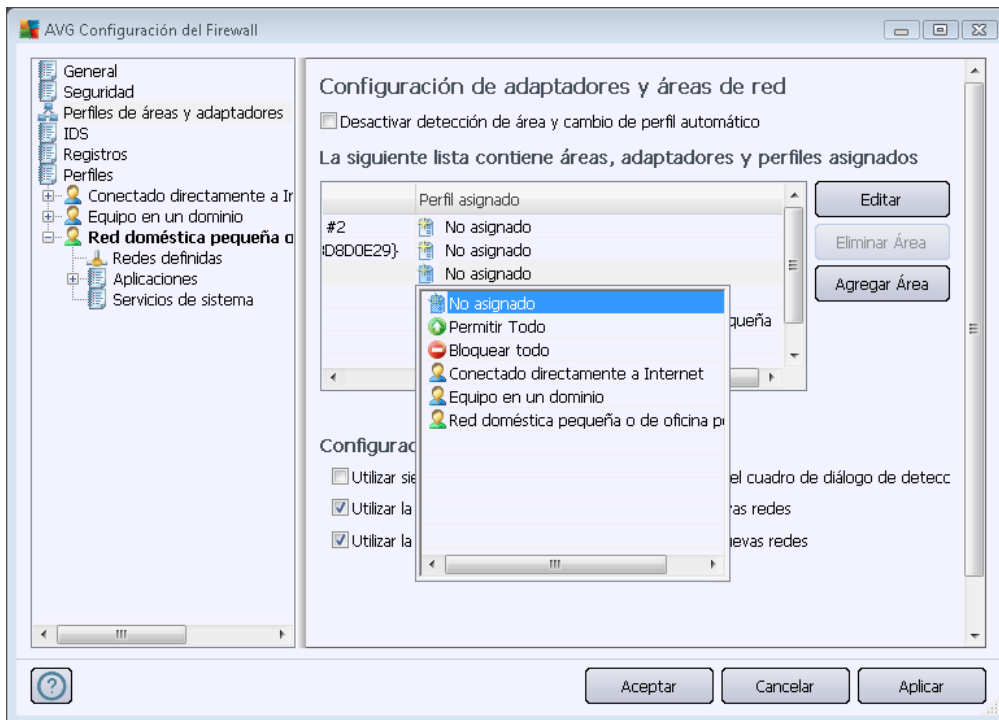 AVG Configuración del Firewall
General
Seguridad
Perfiles de áreas y adaptadores
IDS
Registros
Perfiles
Conectado directamente a Ir
Equipo en un dominio
Red doméstica pequeña o
Redes definidas
Aplicaciones
Servicios de sistema
Configuración de adaptadores y áreas de red
Desactivar detección de área y cambio de perfil automático
La siguiente lista contiene áreas, adaptadores y perfiles asignados
Perfil asignado
#2 No asignado
D8D0E29} No asignado
No asignado
No asignado
Permitir Todo
queña
Bloquear todo
Conectado directamente a Internet
Equipo en un dominio
Red doméstica pequeña o de oficina p
Editar
Eliminar Área
Agregar Área
Configurac
Utilizar sie el cuadro de diálogo de detecc
Utilizar la as redes
Utilizar la evas redes
Aceptar
Cancelar
Aplicar